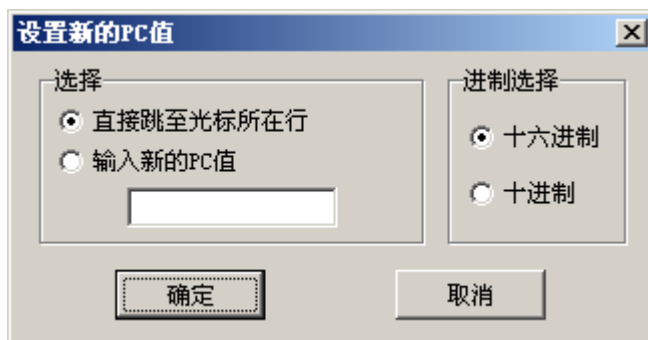 设置新的PC值
选择
直接跳至光标所在行
输入新的PC值
进制选择
十六进制
十进制
确定
取消